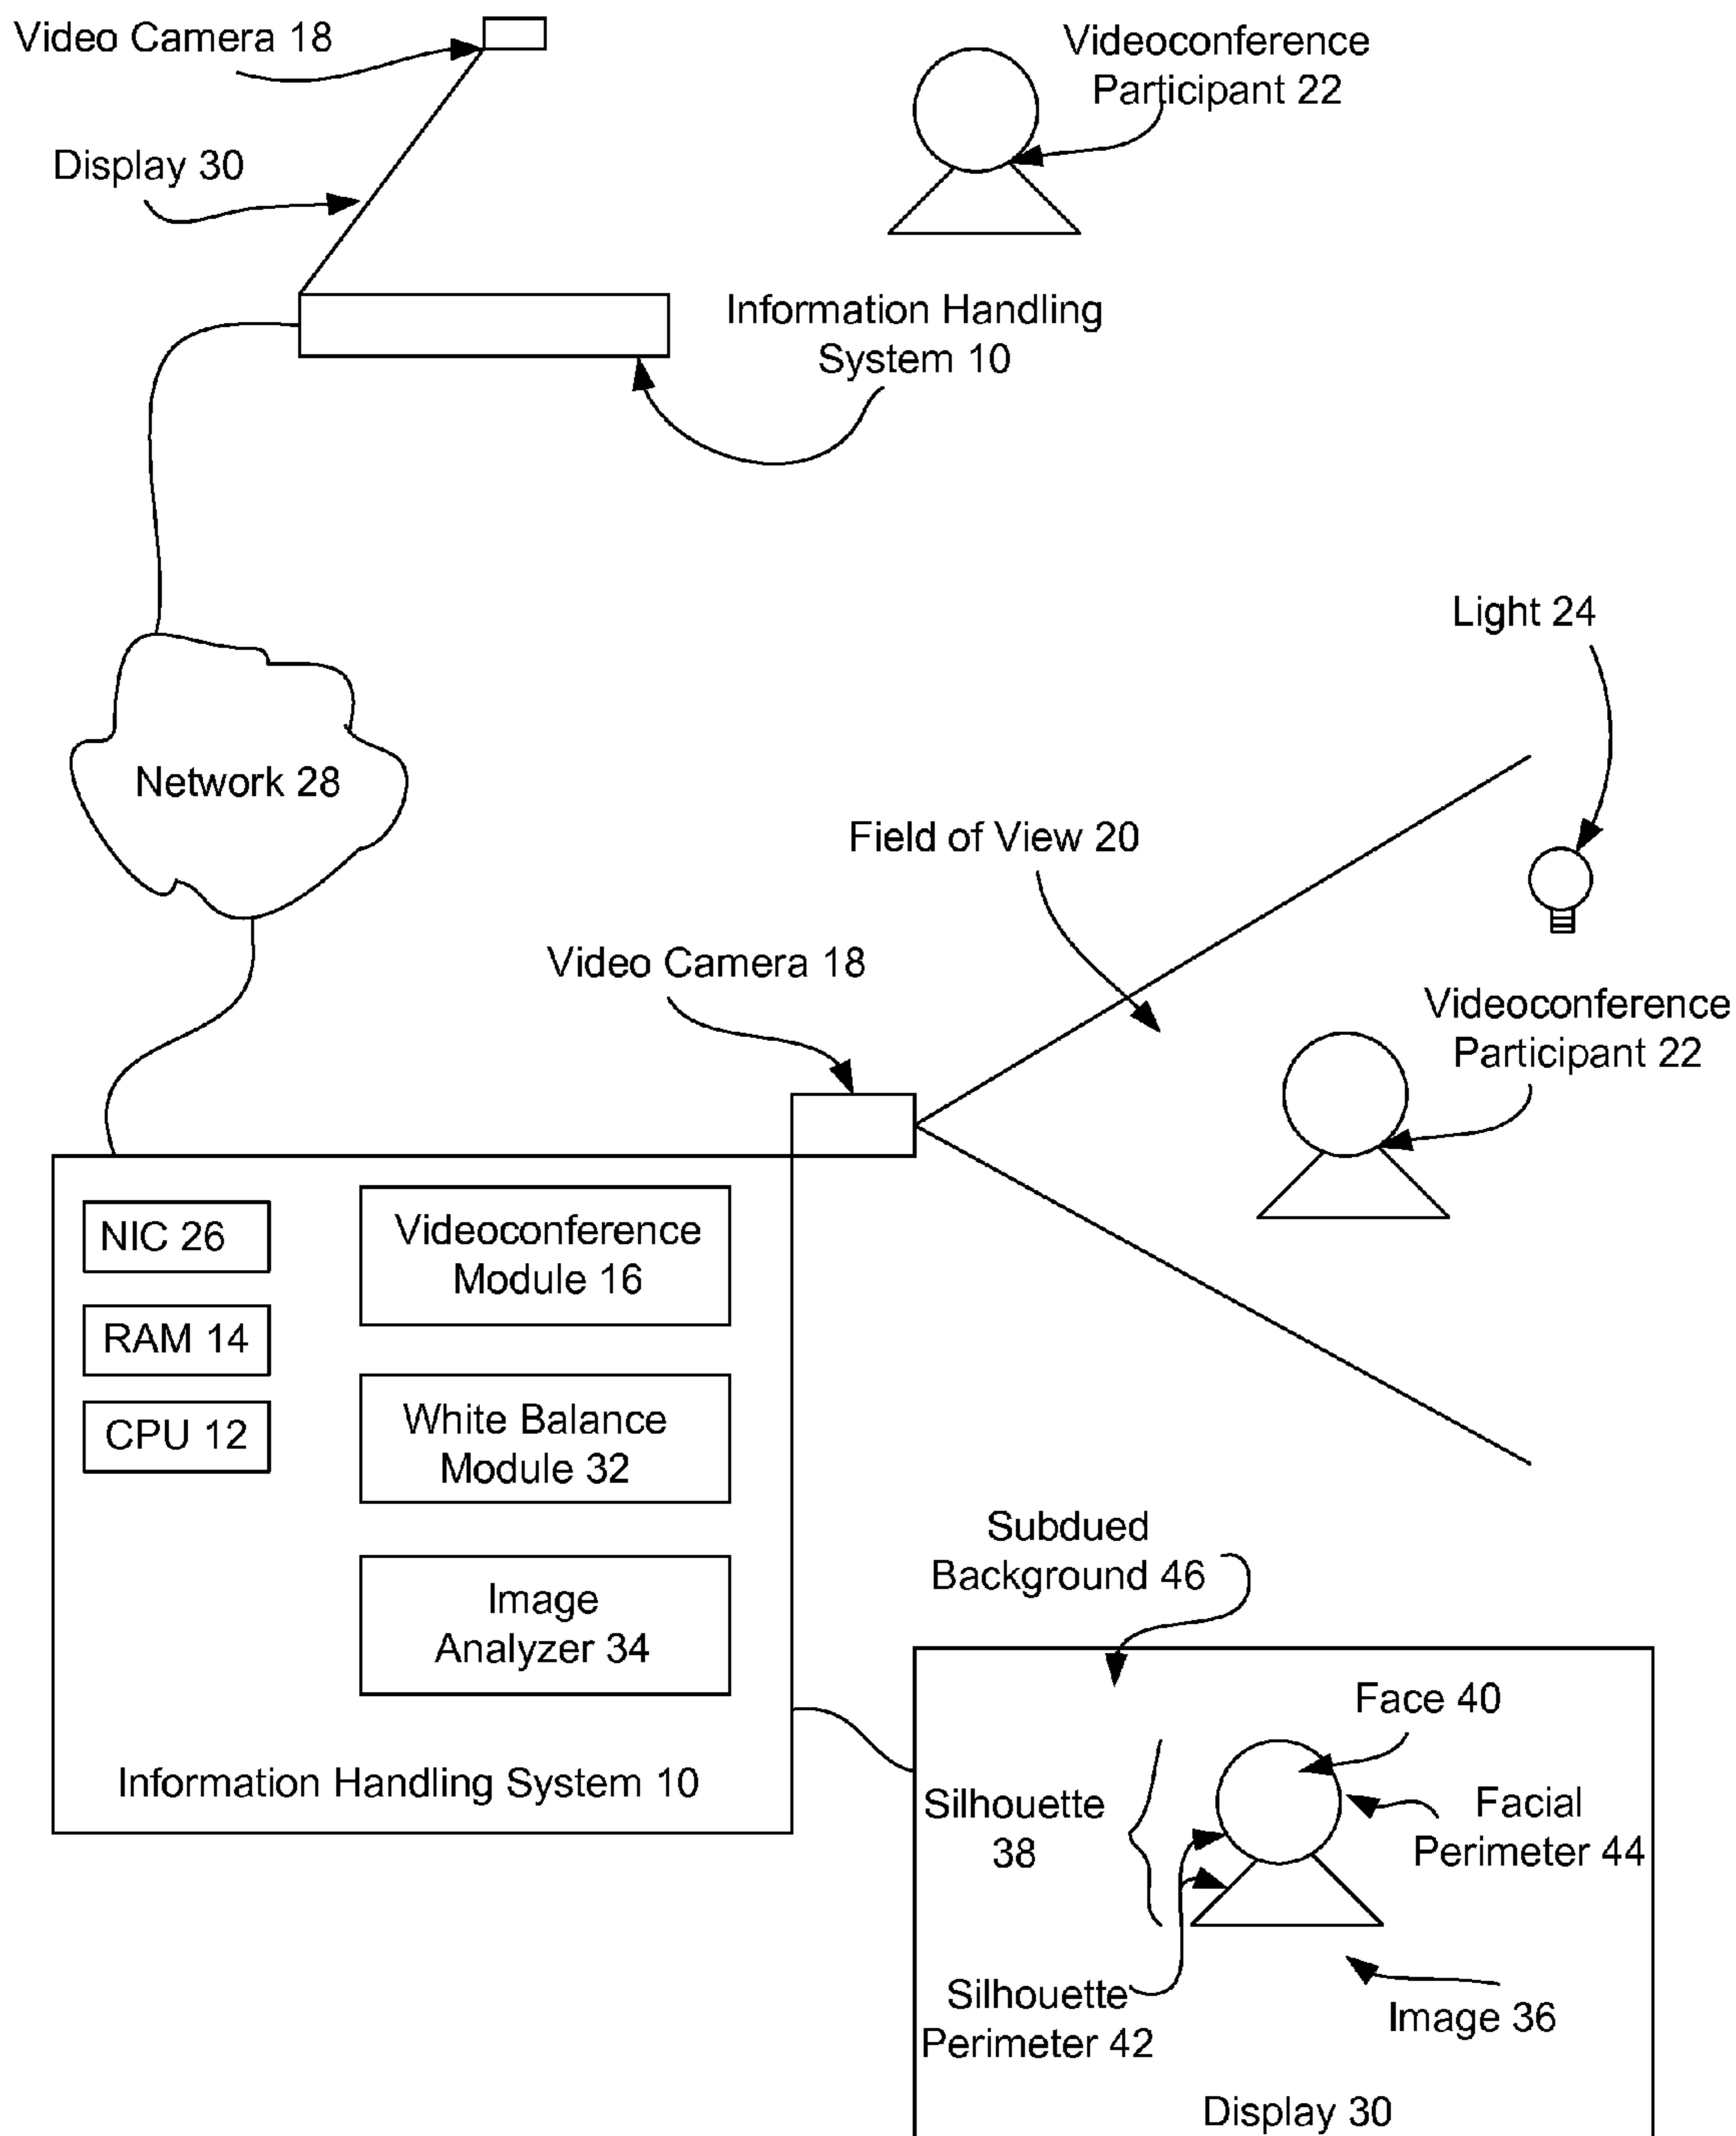 Video Camera 18
Videoconference
Participant 22
Display 30
Information Handling
System 10
Light 24
Network 28
Field of View 20
Video Camera 18
Videoconference
Participant 22
NIC 26
Videoconference
Module 16
RAM 14
CPU 12
White Balance
Module 32
Image
Analyzer 34
Information Handling System 10
Subdued
Background 46
Face 40
Silhouette
38
Facial
Perimeter 44
Silhouette
Perimeter 42
Image 36
Display 30